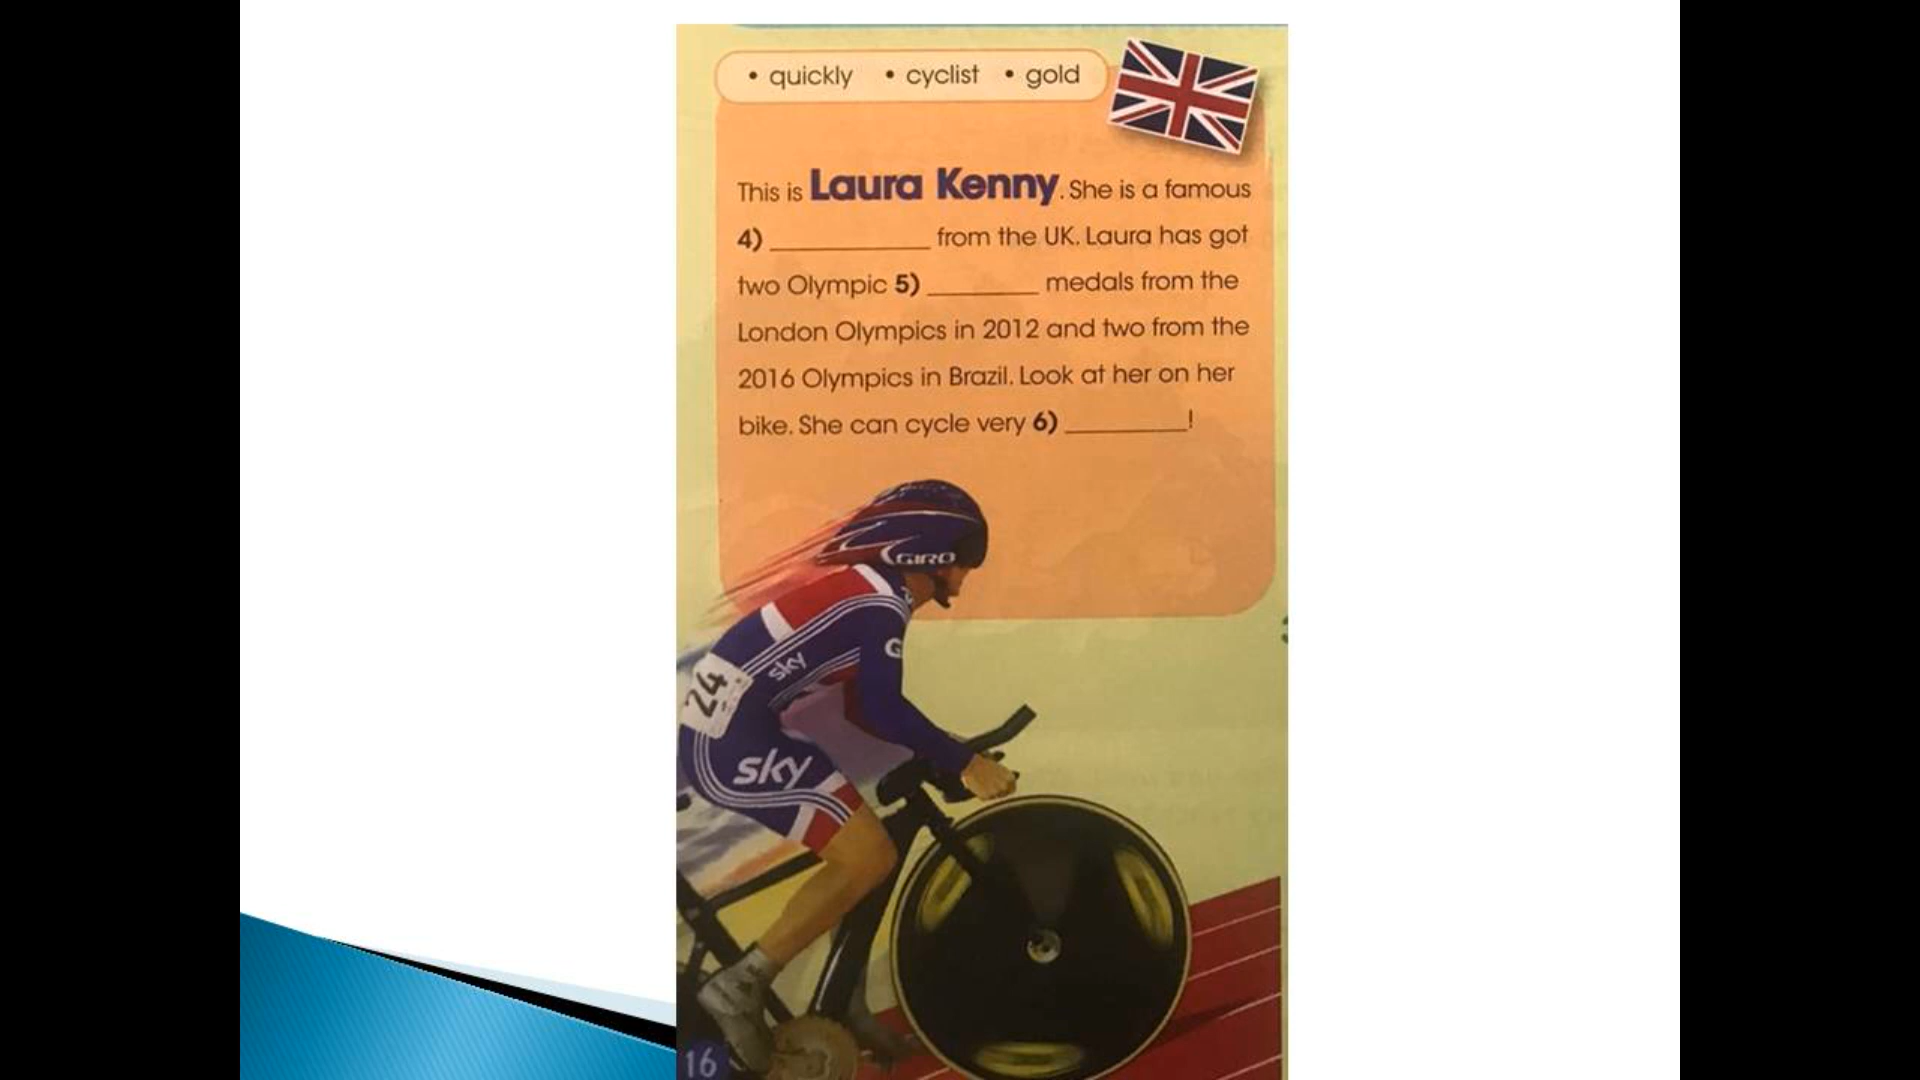 • quickly • cyclist • gold
This is Laura Kenny. She is a famous
4) ____________ from the UK. Laura has got
two Olympic 5) ________ medals from the
London Olympics in 2012 and two from the
2016 Olympics in Brazil. Look at her on her
bike. She can cycle very 6) _________!
GIRO
G
sky
24
sky
16